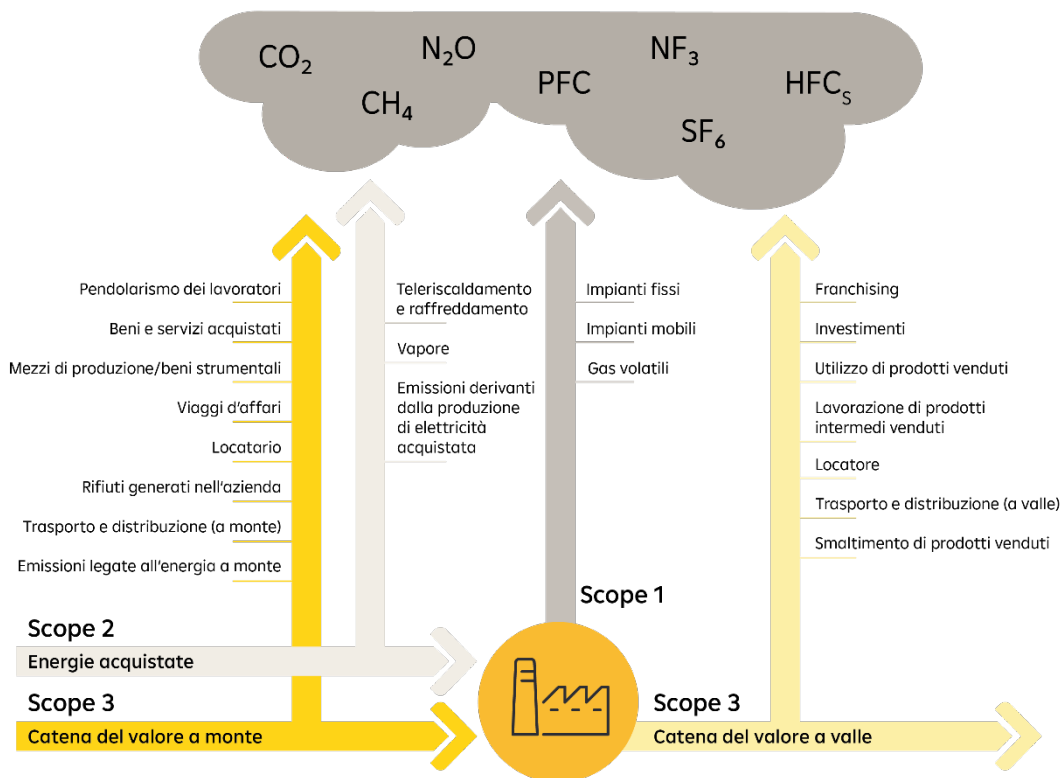 CO₂
N₂O
NF₃
CH₄
PFC
HFCₛ
SF₆
Pendolarismo dei lavoratori
Beni e servizi acquistati
Mezzi di produzione/beni strumentali
Viaggi d'affari
Locatario
Rifiuti generati nell'azienda
Trasporto e distribuzione (a monte)
Emissioni legate all'energia a monte
Teleriscaldamento
e raffreddamento
Vapore
Emissioni derivanti
dalla produzione
di elettricità
acquistata
Impianti fissi
Impianti mobili
Gas volatili
Franchising
Investimenti
Utilizzo di prodotti venduti
Lavorazione di prodotti
intermedi venduti
Locatore
Trasporto e distribuzione (a valle)
Smaltimento di prodotti venduti
Scope 1
Scope 2
Energie acquistate
Scope 3
Catena del valore a monte
Scope 3
Catena del valore a valle